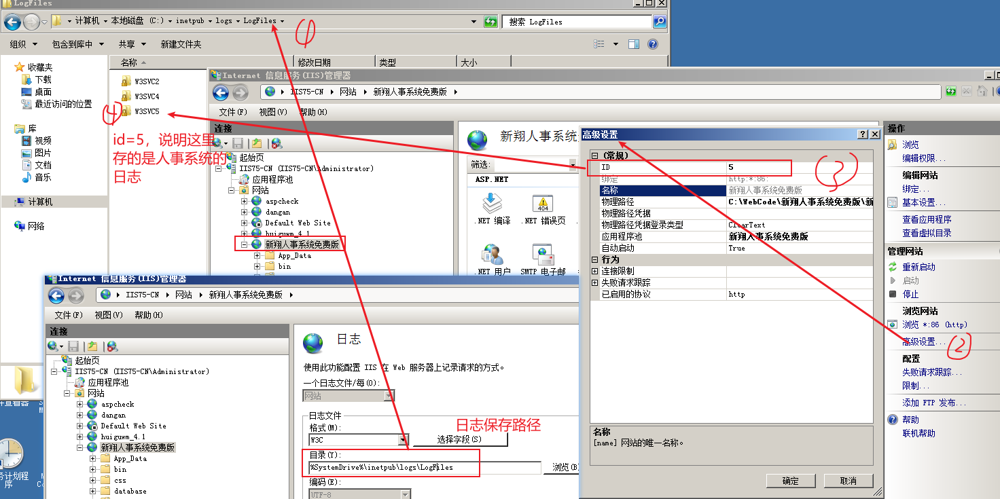 LogFiles
计算机 本地磁盘 (C:) inetpub logs LogFiles
搜索 LogFiles
组织 包含到库中 共享 新建文件夹
收藏夹
下载
桌面
最近访问的位置
库
视频
图片
文档
音乐
计算机
网络
名称 修改日期 类型 大小
W3SVC2
W3SVC4
W3SVC5
①
④
id=5，说明这里
存的是人事系统的
日志
Internet 信息服务(IIS)管理器
IIS75-CN 网站 新翔人事系统免费版
文件(F) 视图(V) 帮助(H)
连接
起始页
IIS75-CN (IIS75-CN\Administrator)
应用程序池
网站
aspcheck
dangan
Default Web Site
huiguwm_4.1
新翔人事系统免费版
App_Data
bin
新翔人事系统
筛选:
ASP.NET
.NET 编译 .NET 错误页
404
.NET 用户 SMTP 电子邮
高级设置
(常规)
ID 5
绑定 http:*:86:
名称 新翔人事系统免费版
物理路径 C:\WebCode\新翔人事系统免费版\新
物理路径凭据
物理路径凭据登录类型 ClearText
应用程序池 新翔人事系统免费版
自动启动 True
行为
连接限制
失败请求跟踪
已启用的协议 http
③
名称
[name] 网站的唯一名称。
确定 取消
操作
浏览
编辑权限...
编辑网站
绑定...
基本设置...
查看应用程序
查看虚拟目录
管理网站
重新启动
启动
停止
浏览网站
浏览 *:86 (http)
高级设置...
②
配置
失败请求跟踪...
限制...
添加 FTP 发布...
帮助
联机帮助
Internet 信息服务(IIS)管理器
IIS75-CN 网站 新翔人事系统免费版
文件(F) 视图(V) 帮助(H)
连接
起始页
IIS75-CN (IIS75-CN\Administrator)
应用程序池
网站
aspcheck
dangan
Default Web Site
huiguwm_4.1
新翔人事系统免费版
App_Data
bin
css
database
日志
使用此功能配置 IIS 在 Web 服务器上记录请求的方式。
一个日志文件/每(O):
网站
日志文件
格式(M):
W3C 选择字段(S)
日志保存路径
目录(Y):
%SystemDrive%\inetpub\logs\LogFiles 浏览(B)
编码(E):
UTF-8
件查看器
务计划程
序